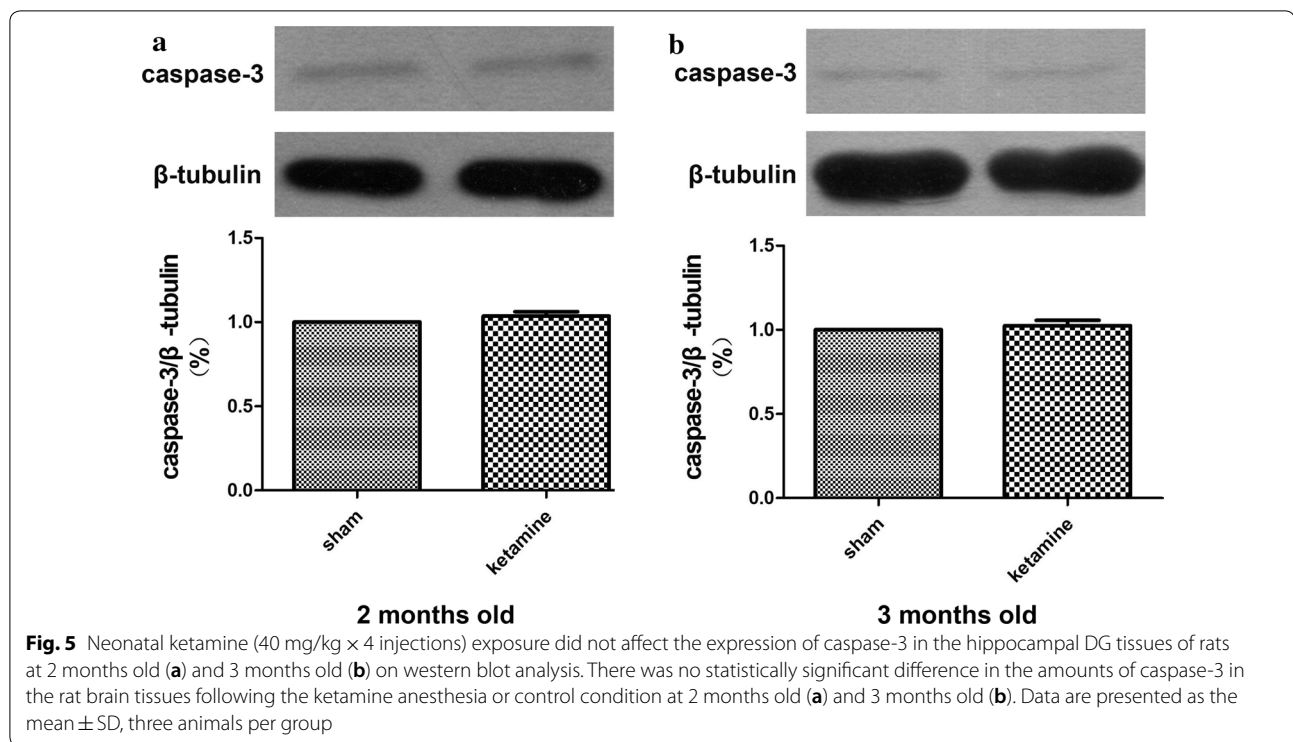 a
caspase-3
β-tubulin
1.5
1.0
0.5
0.0
caspase-3/β -tubulin
(%)
sham
ketamine
2 months old
b
caspase-3
β-tubulin
1.5
1.0
0.5
0.0
caspase-3/β -tubulin
(%)
sham
ketamine
3 months old
Fig. 5 Neonatal ketamine (40 mg/kg × 4 injections) exposure did not affect the expression of caspase-3 in the hippocampal DG tissues of rats
at 2 months old (a) and 3 months old (b) on western blot analysis. There was no statistically significant difference in the amounts of caspase-3 in
the rat brain tissues following the ketamine anesthesia or control condition at 2 months old (a) and 3 months old (b). Data are presented as the
mean ± SD, three animals per group